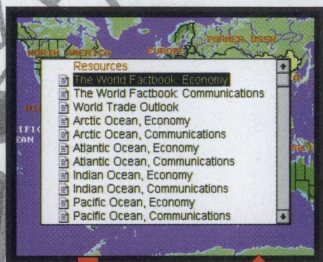 NORTH AMERICA
EUROPE
FORMER USSR
Resources
The World Factbook: Economy
The World Factbook: Communications
World Trade Outlook
Arctic Ocean, Economy
Arctic Ocean, Communications
Atlantic Ocean, Economy
Atlantic Ocean, Communications
Indian Ocean, Economy
Indian Ocean, Communications
Pacific Ocean, Economy
Pacific Ocean, Communications